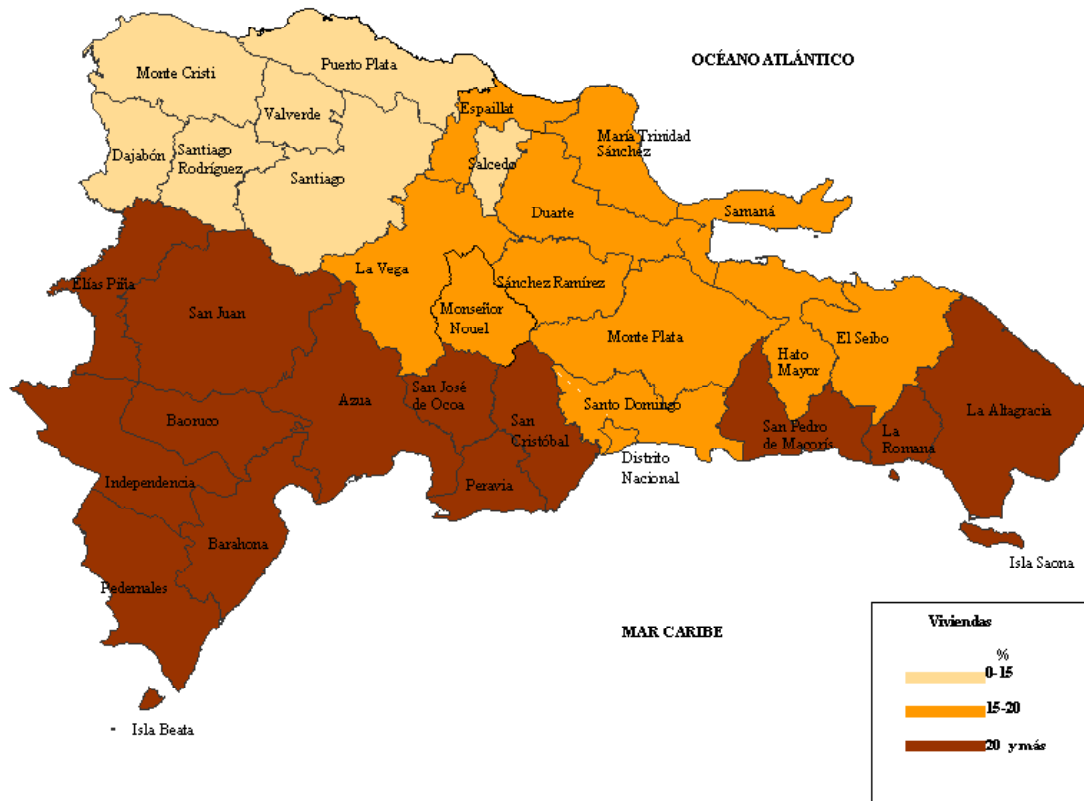 OCÉANO ATLÁNTICO
Puerto Plata
Monte Cristi
Espaillat
Valverde
María Trinidad
Sánchez
Dajabón
Santiago
Rodríguez
Salcedo
Santiago
Duarte
Samaná
La Vega
Elías Piña
Sánchez Ramírez
San Juan
Monseñor
Nouel
Monte Plata
El Seibo
Hato
Mayor
San José
de Ocoa
Azua
Santo Domingo
La Altagracia
Baoruco
San
Cristóbal
San Pedro
de Macorís
La
Romana
Distrito
Nacional
Independencia
Peravia
Barahona
Isla Saona
Pedernales
MAR CARIBE
Isla Beata
Viviendas
%
0-15
15-20
20 y más